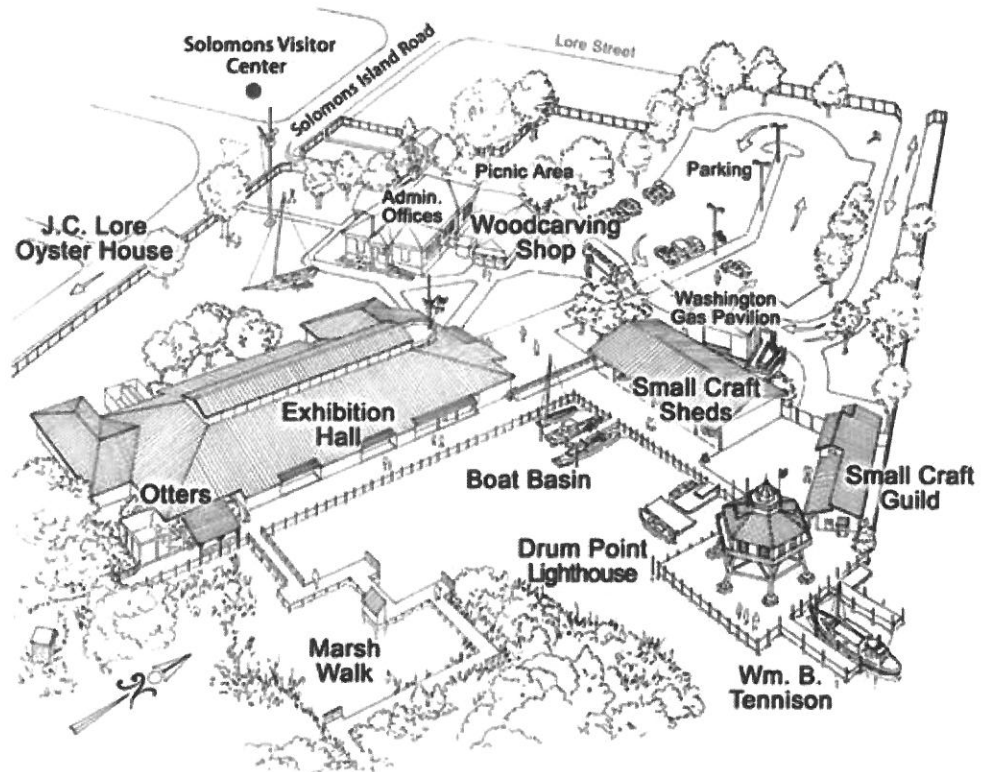 Solomons Visitor
Center
Solomons Island Road
Lore Street
Picnic Area
Parking
Admin.
Offices
J.C. Lore
Oyster House
Woodcarving
Shop
Washington
Gas Pavilion
Small Craft
Sheds
Exhibition
Hall
Boat Basin
Otters
Small Craft
Guild
Drum Point
Lighthouse
Marsh
Walk
Wm. B.
Tennison